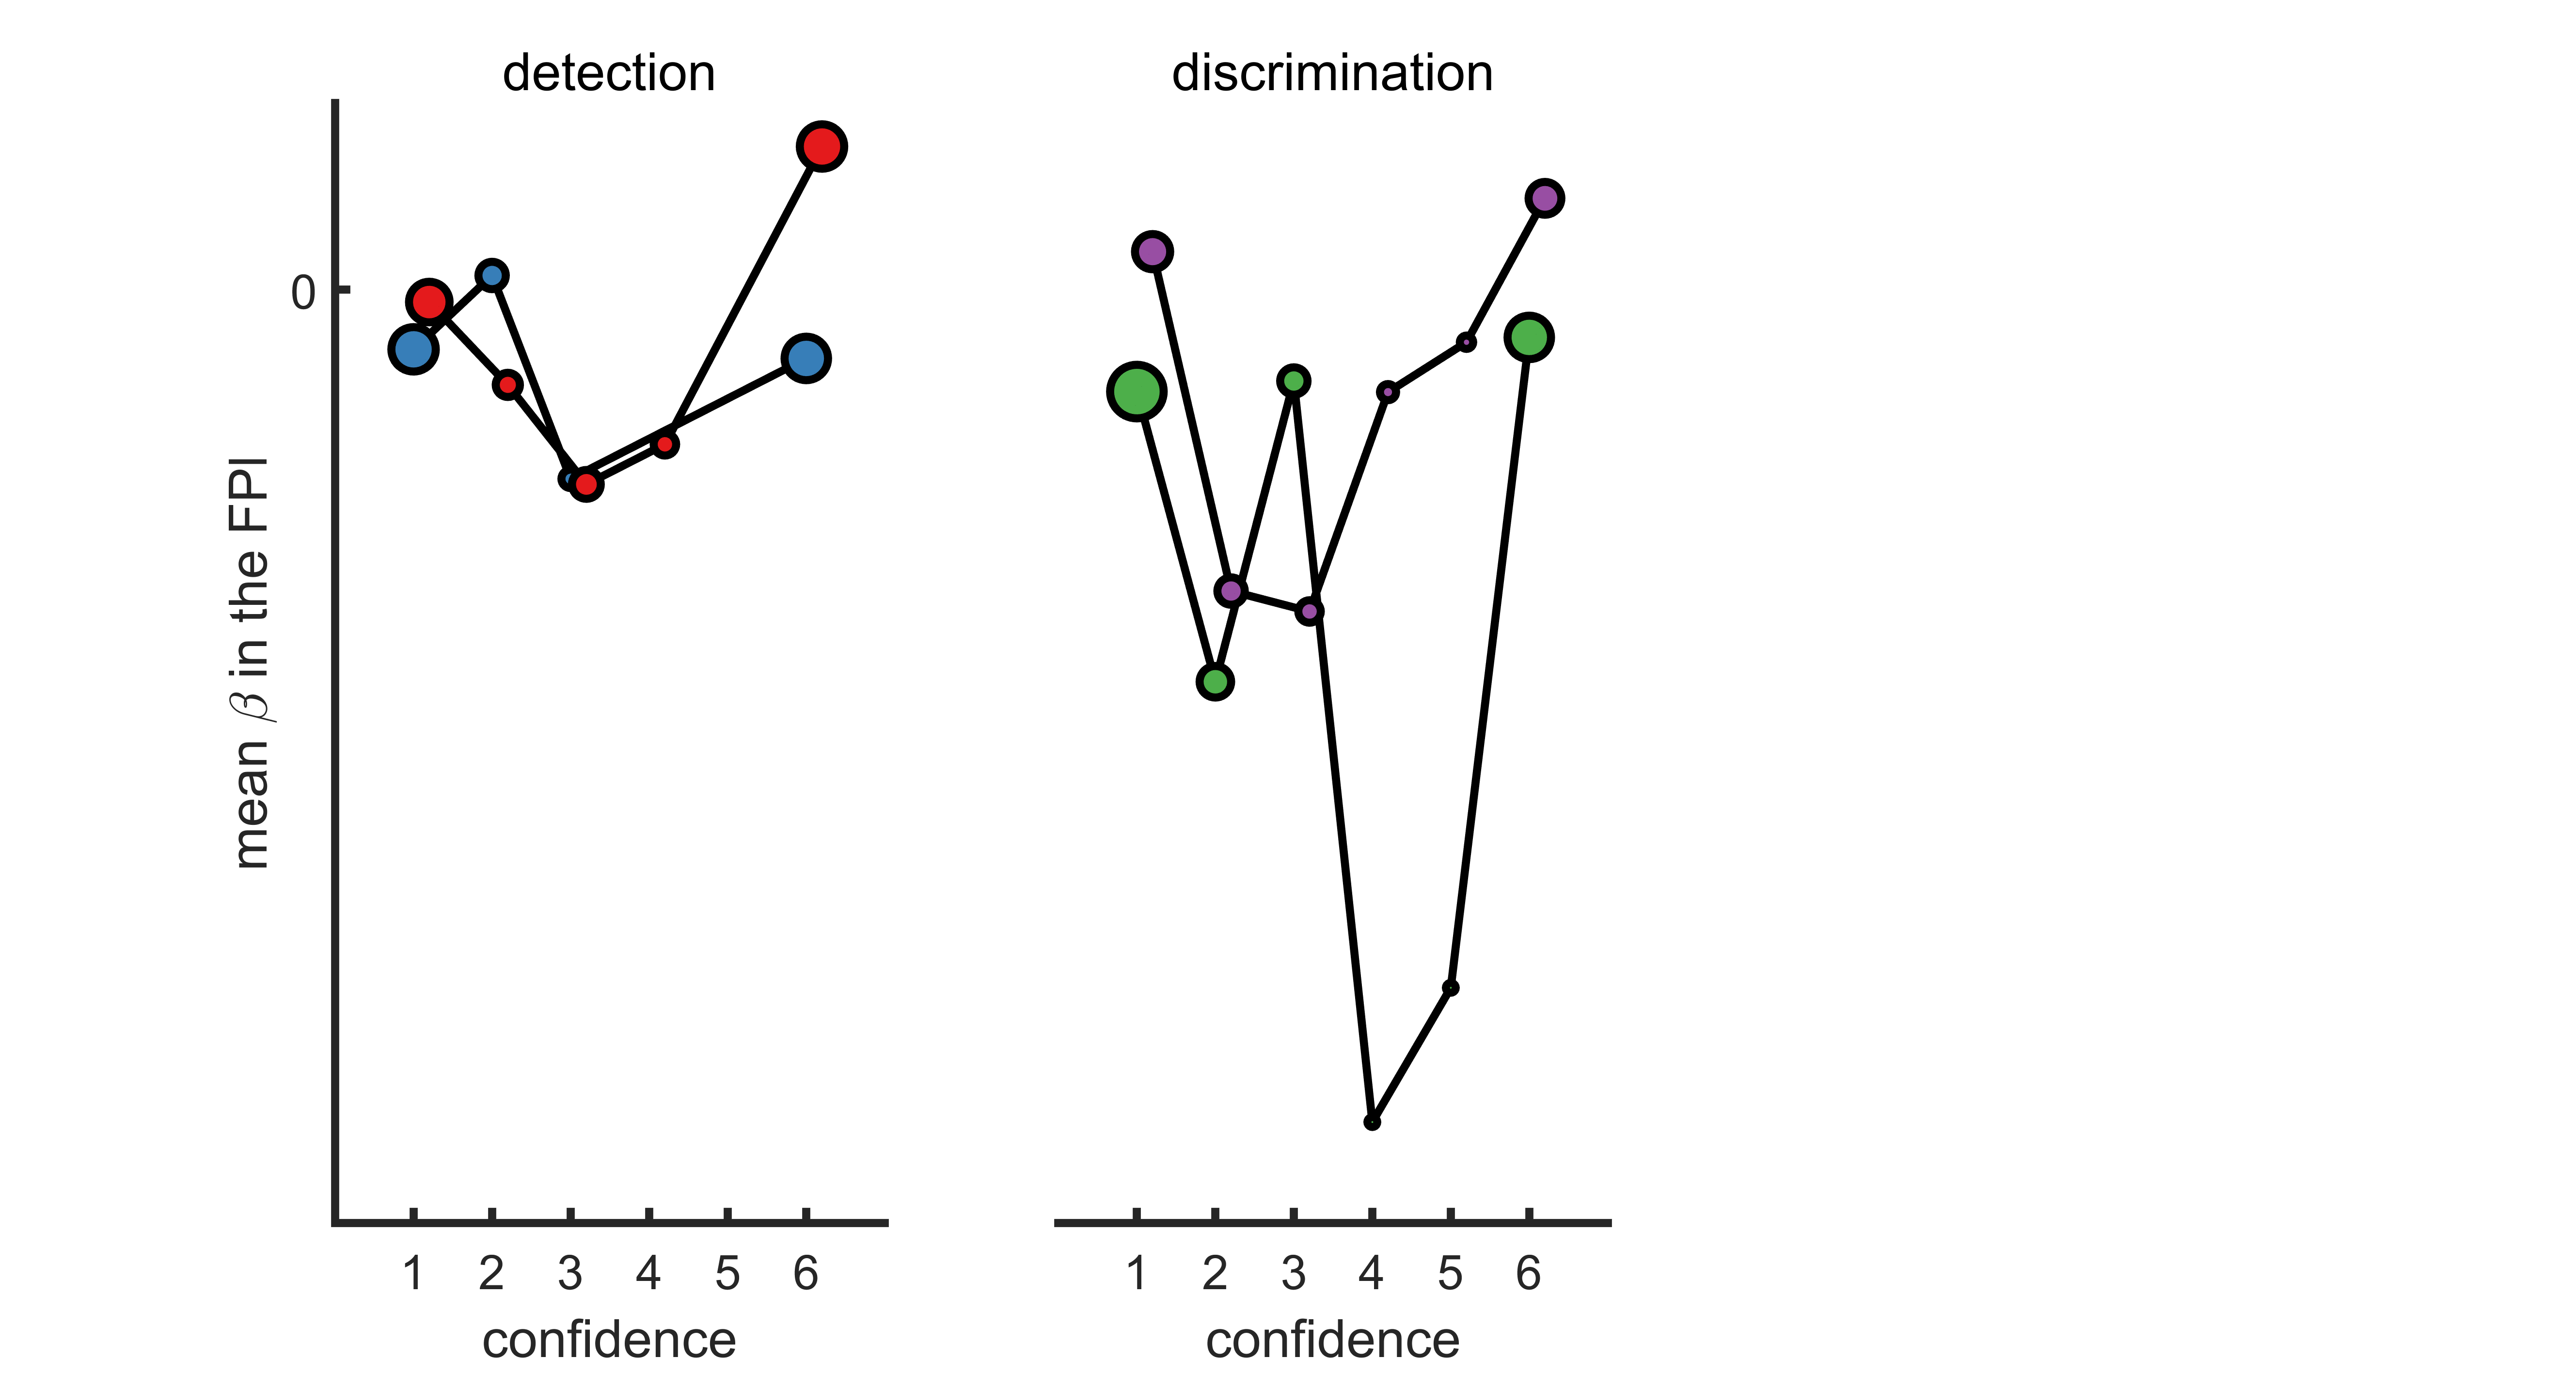 detection
discrimination
0
mean β in the FPI
1 2 3 4 5 6
1 2 3 4 5 6
confidence
confidence